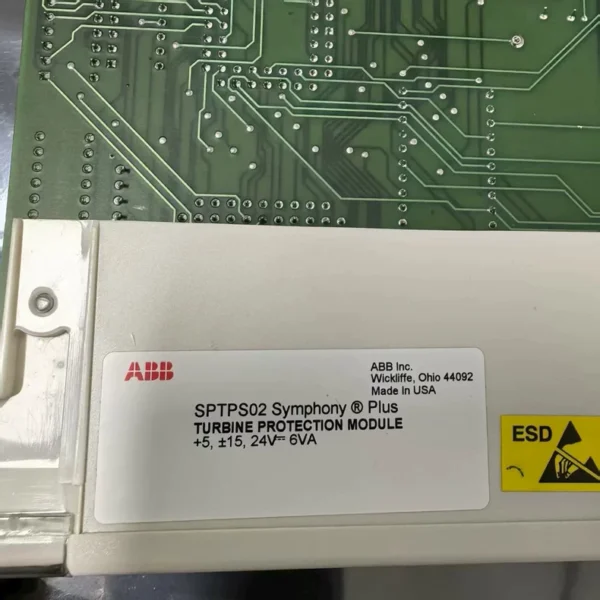 ABB
ABB Inc.
Wickliffe, Ohio 44092
Made In USA
SPTPS02 Symphony ® Plus
TURBINE PROTECTION MODULE
+5, ±15, 24V⎓ 6VA
ESD